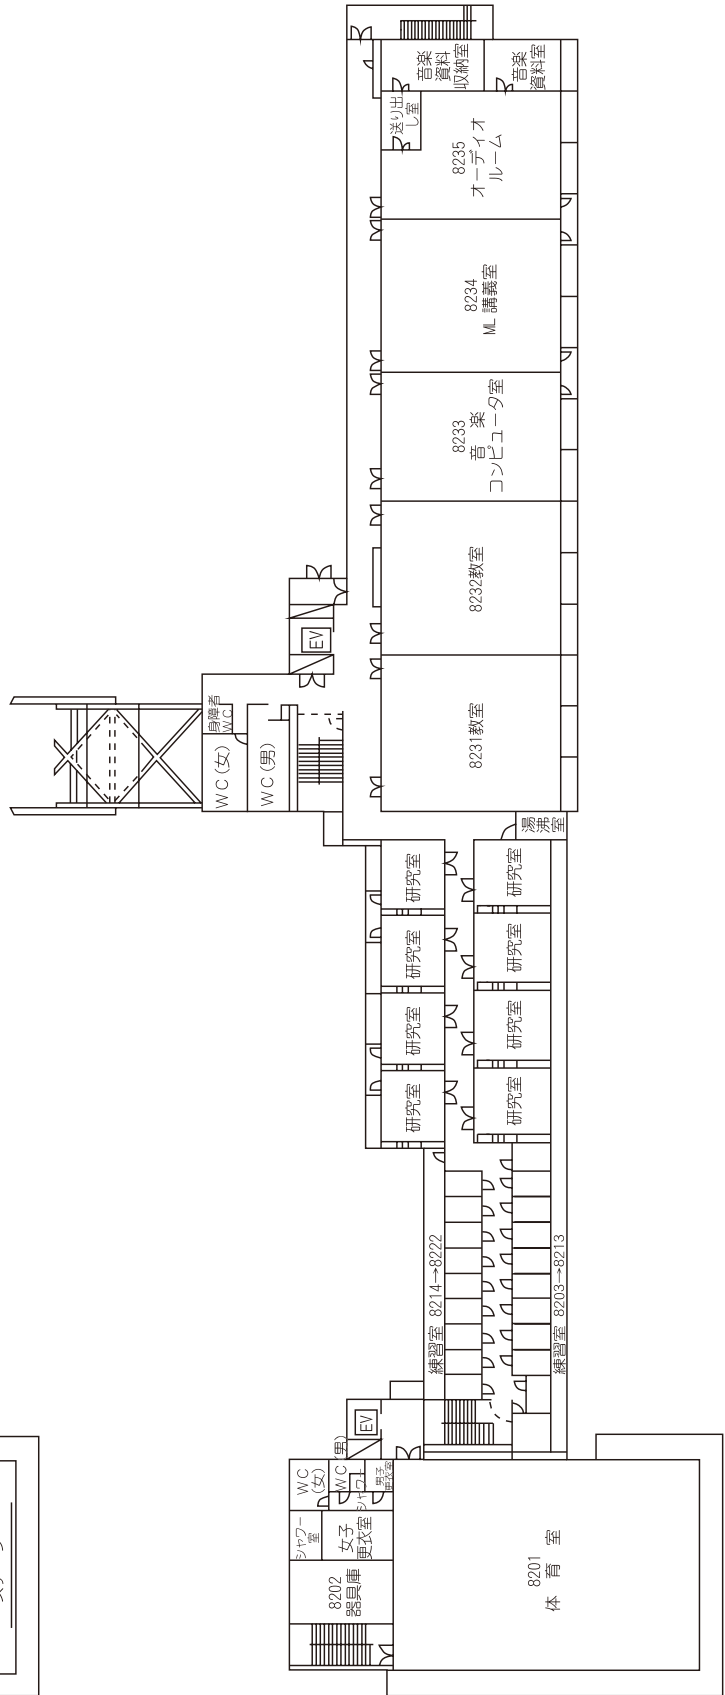 音楽
資料
収納室
音楽
資料室
送り出
し室
8235
オーディオ
ルーム
8234
ML 講義室
8233
音　楽
コンピュータ室
8232教室
EV
8231教室
身障者
W.C.
WC(女)
WC(男)
湯沸
室
研究室
研究室
研究室
研究室
研究室
研究室
研究室
研究室
練習室 8214→8222
練習室 8203→8213
EV
WC
(女)
WC
(男)
シャワー
男子
更衣室
シャワー
室
女子
更衣室
8202
器具庫
8201
体　育　室